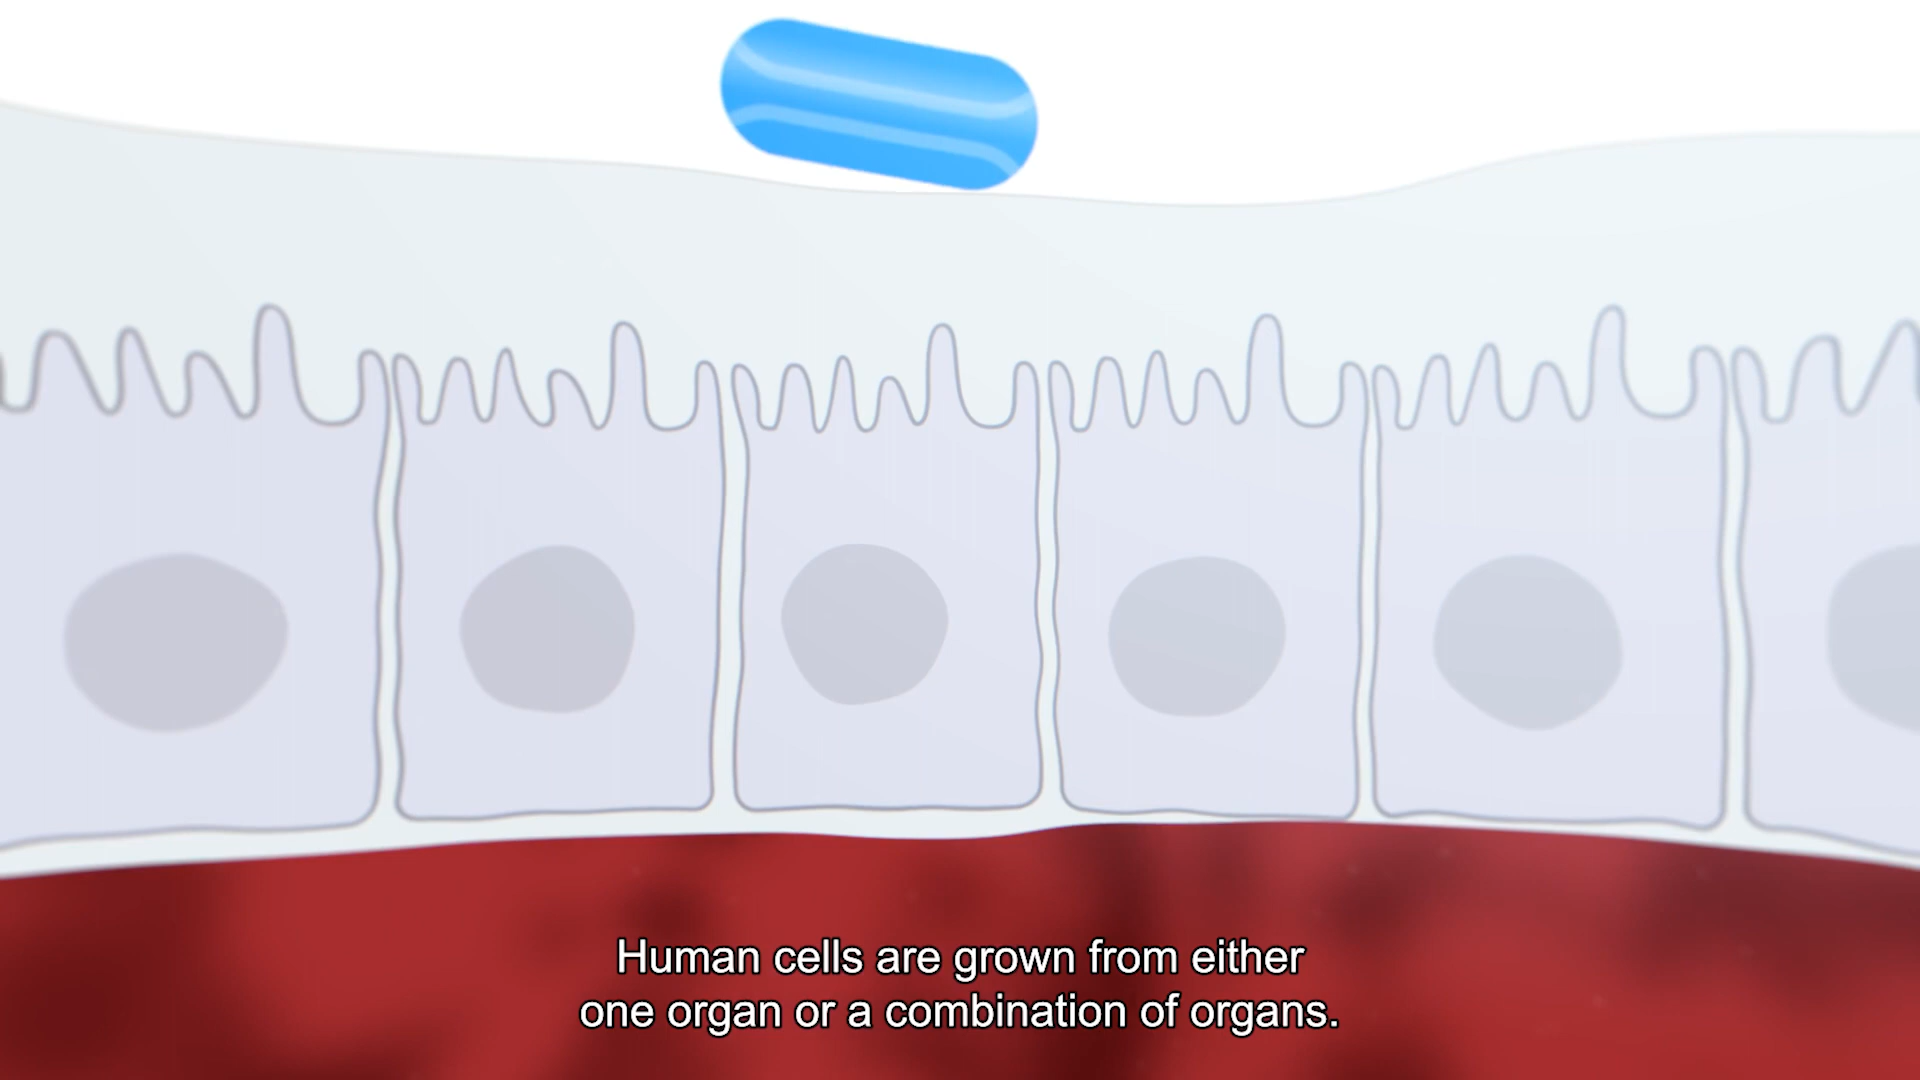 Human cells are grown from either
one organ or a combination of organs.